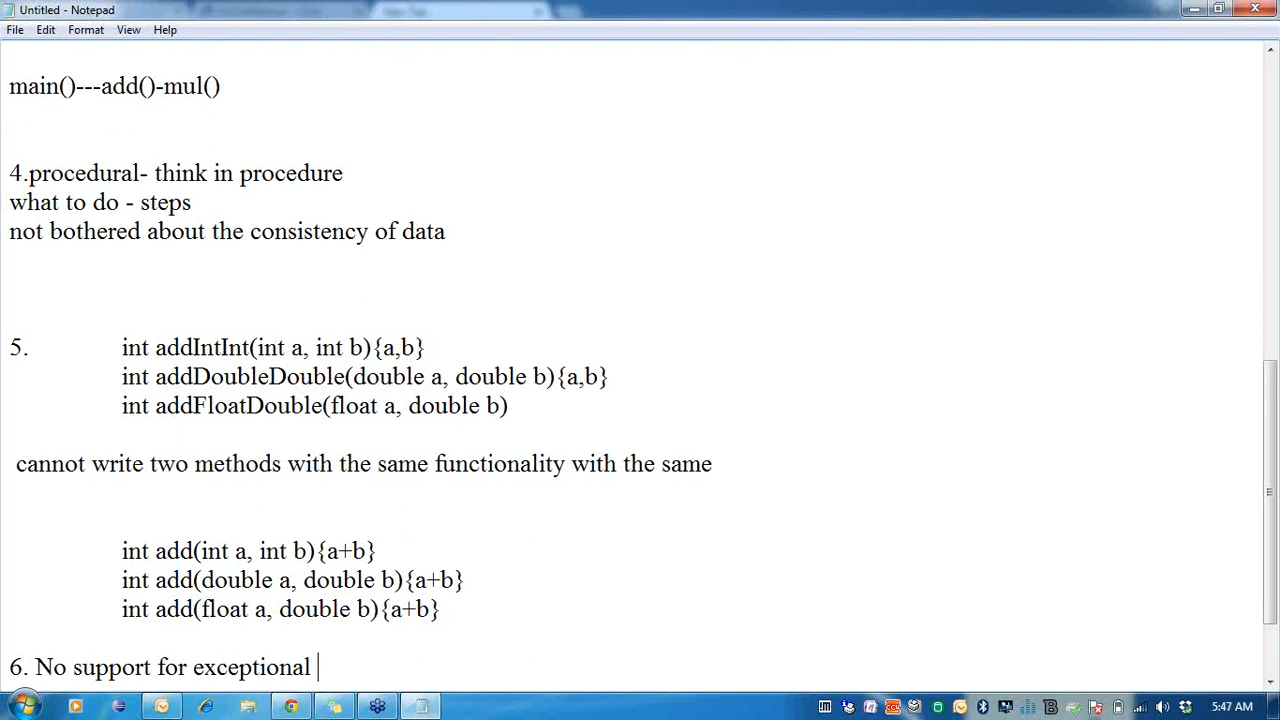 Untitled - Notepad
File Edit Format View Help
main()---add()-mul()
4.procedural- think in procedure
what to do - steps
not bothered about the consistency of data
5. int addIntInt(int a, int b){a,b}
int addDoubleDouble(double a, double b){a,b}
int addFloatDouble(float a, double b)
cannot write two methods with the same functionality with the same
int add(int a, int b){a+b}
int add(double a, double b){a+b}
int add(float a, double b){a+b}
6. No support for exceptional
5:47 AM